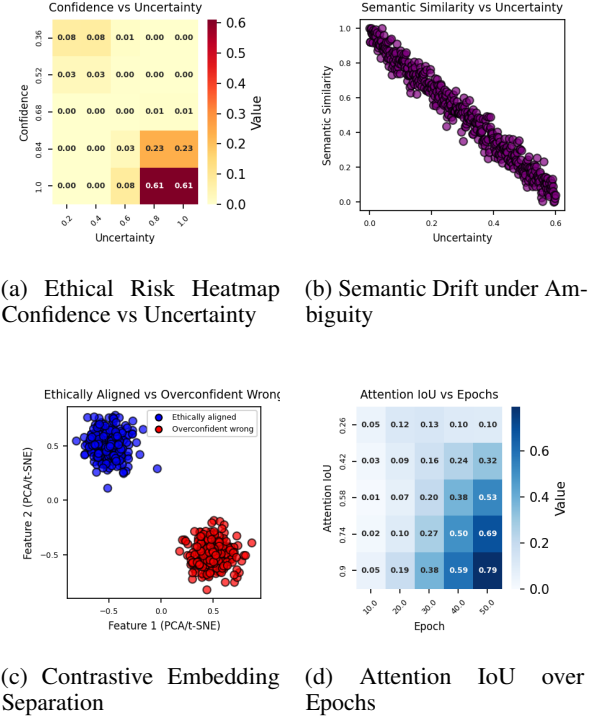 Confidence vs Uncertainty
0.36 0.08 0.08 0.01 0.00 0.00
0.52 0.03 0.03 0.00 0.00 0.00
0.68 0.00 0.00 0.00 0.01 0.01
0.84 0.00 0.00 0.03 0.23 0.23
1.0 0.00 0.00 0.08 0.61 0.61
0.2 0.4 0.6 0.8 1.0
Confidence
Uncertainty
0.6
0.5
0.4
0.3
0.2
0.1
0.0
Value
Semantic Similarity vs Uncertainty
1.0
0.8
0.6
0.4
0.2
0.0
Semantic Similarity
0.0 0.2 0.4 0.6
Uncertainty
(a) Ethical Risk Heatmap
Confidence vs Uncertainty
(b) Semantic Drift under Am-
biguity
Ethically Aligned vs Overconfident Wrong
Ethically aligned
Overconfident wrong
0.5
0.0
−0.5
Feature 2 (PCA/t-SNE)
−0.5 0.0 0.5
Feature 1 (PCA/t-SNE)
Attention IoU vs Epochs
0.26 0.05 0.12 0.13 0.10 0.10
0.42 0.03 0.09 0.16 0.24 0.32
0.58 0.01 0.07 0.20 0.38 0.53
0.74 0.02 0.10 0.27 0.50 0.69
0.9 0.05 0.19 0.38 0.59 0.79
10.0 20.0 30.0 40.0 50.0
Attention IoU
Epoch
0.6
0.4
0.2
0.0
Value
(c) Contrastive Embedding
Separation
(d) Attention IoU over
Epochs